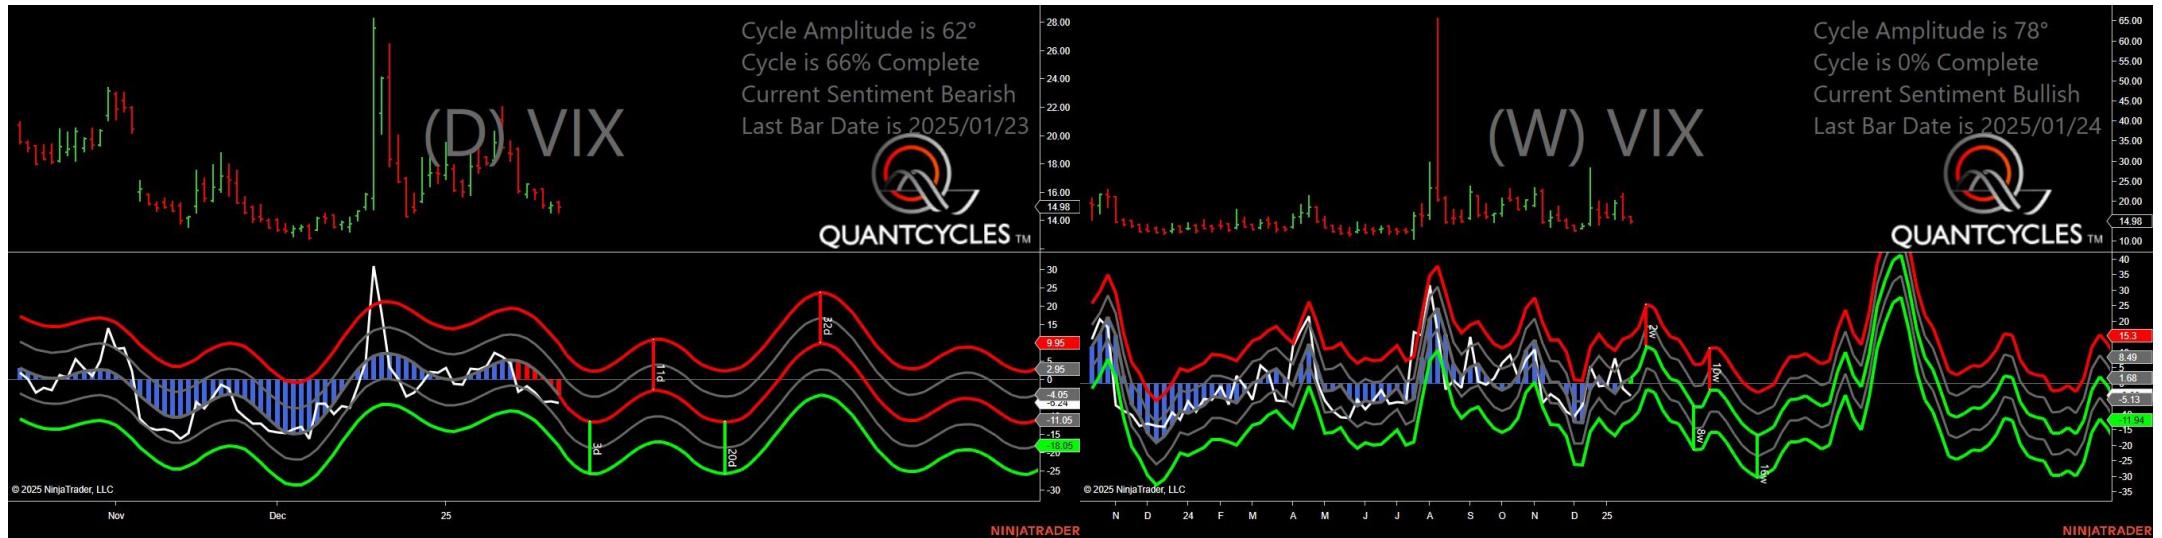 Cycle Amplitude is 62°
Cycle is 66% Complete
Current Sentiment Bearish
Last Bar Date is 2025/01/23
(D) VIX
QUANTCYCLES TM
28.00
26.00
24.00
22.00
20.00
18.00
16.00
14.98
14.00
30
25
20
15
9.95
5
2.95
0
-4.05
-11.05
-15
-18.05
-20
-25
-30
11d
32d
3d
20d
© 2025 NinjaTrader, LLC
Nov
Dec
25
NINJATRADER
Cycle Amplitude is 78°
Cycle is 0% Complete
Current Sentiment Bullish
Last Bar Date is 2025/01/24
(W) VIX
QUANTCYCLES TM
65.00
60.00
55.00
50.00
45.00
40.00
35.00
30.00
25.00
20.00
14.98
10.00
40
35
30
25
20
15.3
8.49
5
1.68
-5.13
-11.94
-15
-20
-25
-30
-35
2w
10w
8w
16w
© 2025 NinjaTrader, LLC
N
D
24
F
M
A
M
J
J
A
S
O
N
D
25
NINJATRADER